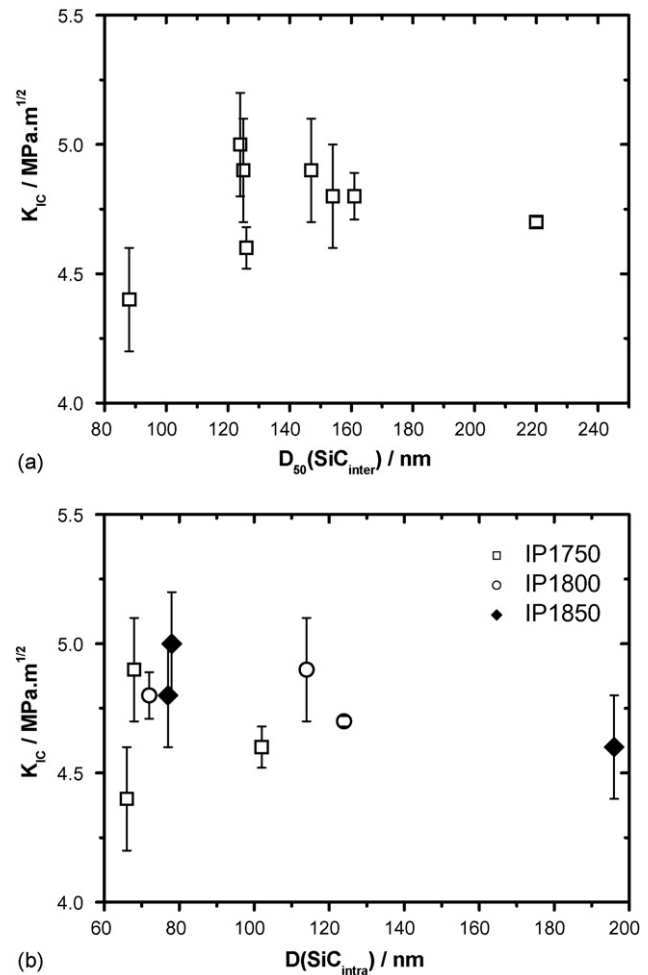 5.5
5.0
4.5
4.0
K_IC / MPa.m^1/2
80 100 120 140 160 180 200 220 240
(a)
D_50(SiC_inter) / nm
5.5
5.0
4.5
4.0
K_IC / MPa.m^1/2
IP1750
IP1800
IP1850
60 80 100 120 140 160 180 200
(b)
D(SiC_intra) / nm